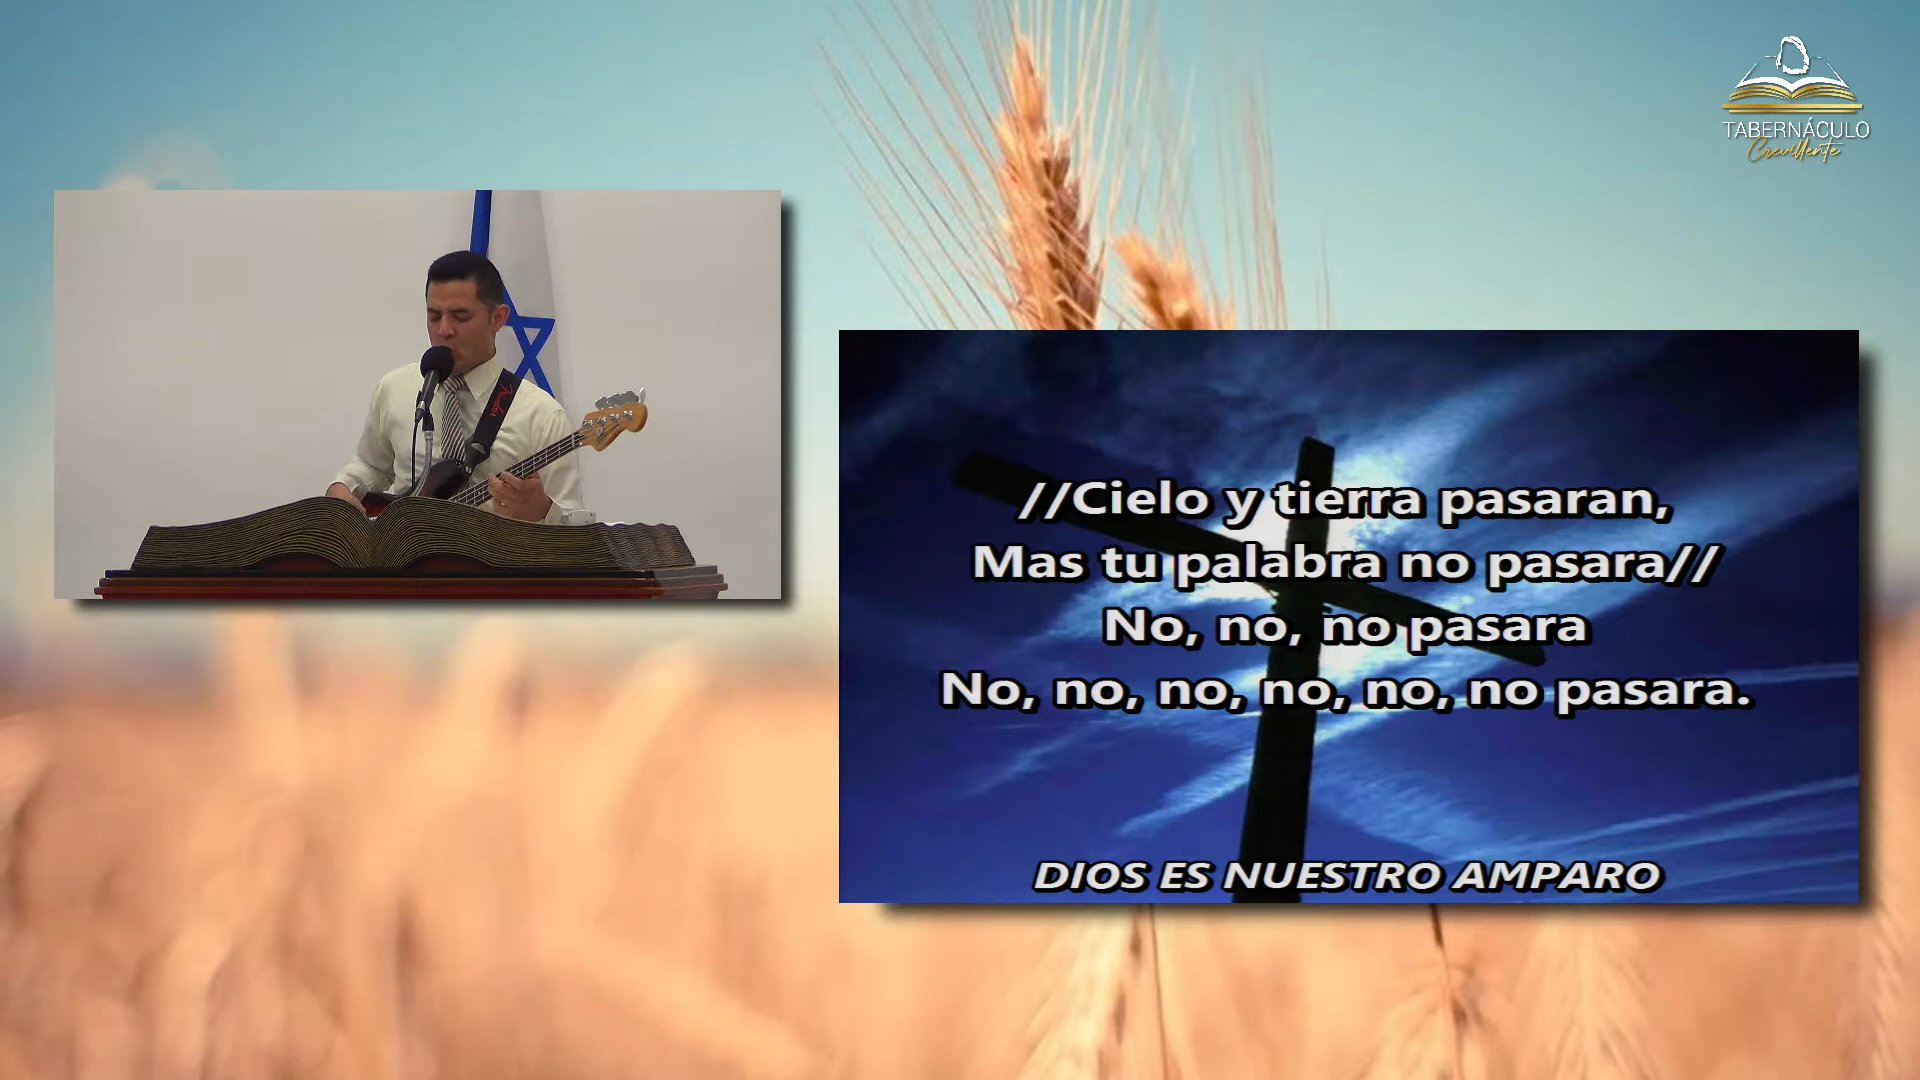 TABERNÁCULO
Crevillente
//Cielo y tierra pasaran,
Mas tu palabra no pasara//
No, no, no pasara
No, no, no, no, no, no pasara.
DIOS ES NUESTRO AMPARO